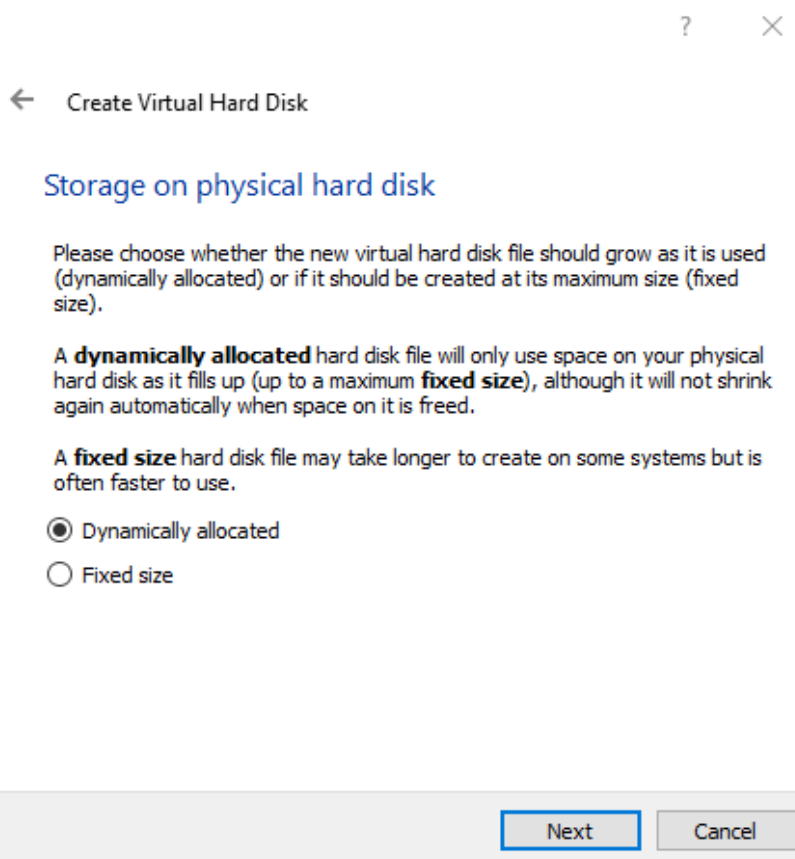 ?
Create Virtual Hard Disk
Storage on physical hard disk
Please choose whether the new virtual hard disk file should grow as it is used
(dynamically allocated) or if it should be created at its maximum size (fixed
size).
A dynamically allocated hard disk file will only use space on your physical
hard disk as it fills up (up to a maximum fixed size), although it will not shrink
again automatically when space on it is freed.
A fixed size hard disk file may take longer to create on some systems but is
often faster to use.
Dynamically allocated
Fixed size
Next Cancel